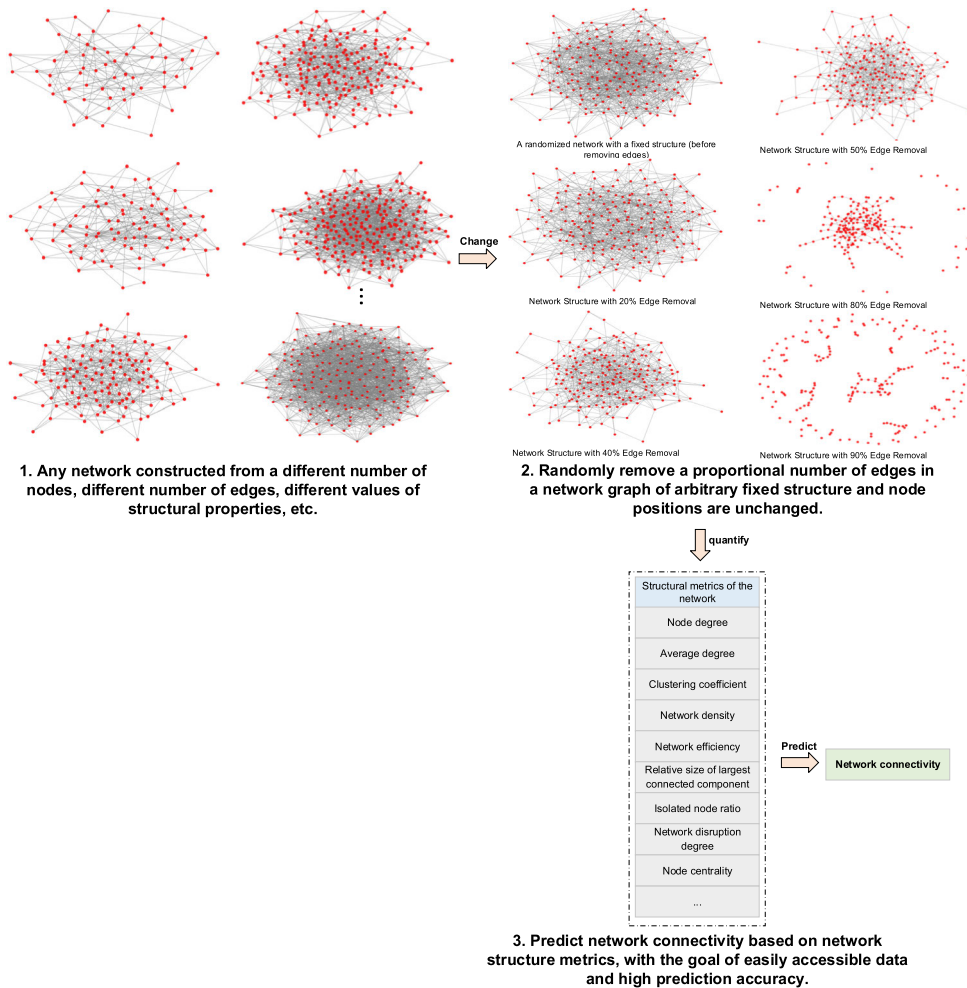 A randomized network with a fixed structure (before
removing edges)
Network Structure with 50% Edge Removal
Change
Network Structure with 20% Edge Removal
Network Structure with 80% Edge Removal
Network Structure with 40% Edge Removal
Network Structure with 90% Edge Removal
1. Any network constructed from a different number of
nodes, different number of edges, different values of
structural properties, etc.
2. Randomly remove a proportional number of edges in
a network graph of arbitrary fixed structure and node
positions are unchanged.
quantify
Structural metrics of the
network
Node degree
Average degree
Clustering coefficient
Network density
Network efficiency
Relative size of largest
connected component
Isolated node ratio
Network disruption
degree
Node centrality
...
Predict
Network connectivity
3. Predict network connectivity based on network
structure metrics, with the goal of easily accessible data
and high prediction accuracy.